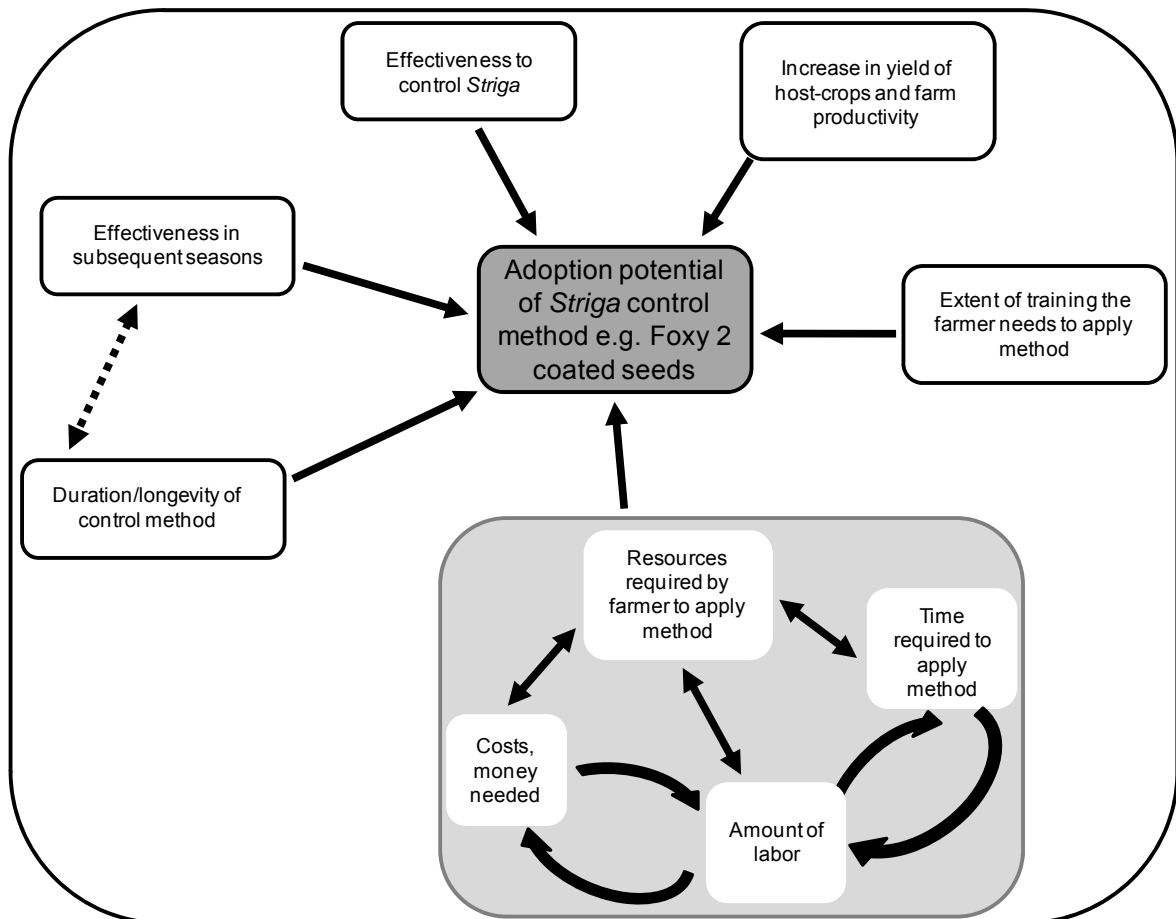 Effectiveness to
control Striga
Increase in yield of
host-crops and farm
productivity
Effectiveness in
subsequent seasons
Adoption potential
of Striga control
method e.g. Foxy 2
coated seeds
Extent of training the
farmer needs to apply
method
Duration/longevity of
control method
Resources
required by
farmer to apply
method
Time
required to
apply
method
Costs,
money
needed
Amount of
labor